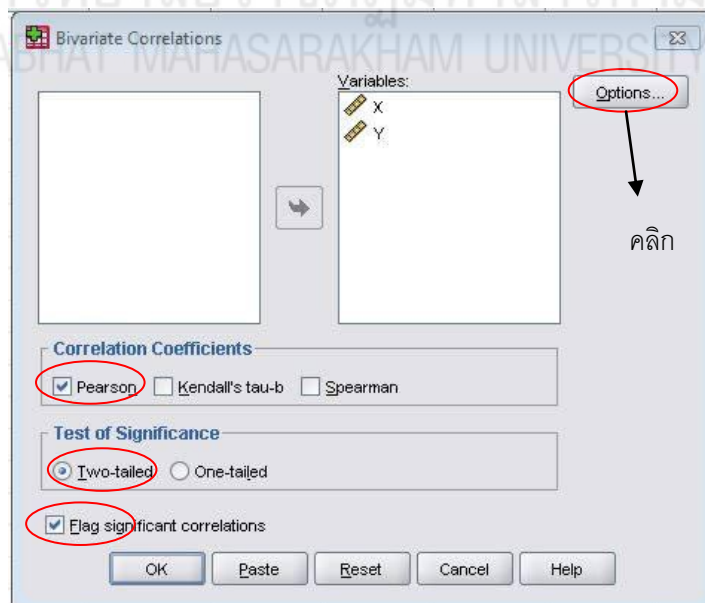 Bivariate Correlations
RABHAT MAHASARAKHAM UNIVERSITY
Variables:
Options...
X
Y
คลิก
Correlation Coefficients
Pearson Kendall's tau-b Spearman
Test of Significance
Two-tailed One-tailed
Flag significant correlations
OK Paste Reset Cancel Help